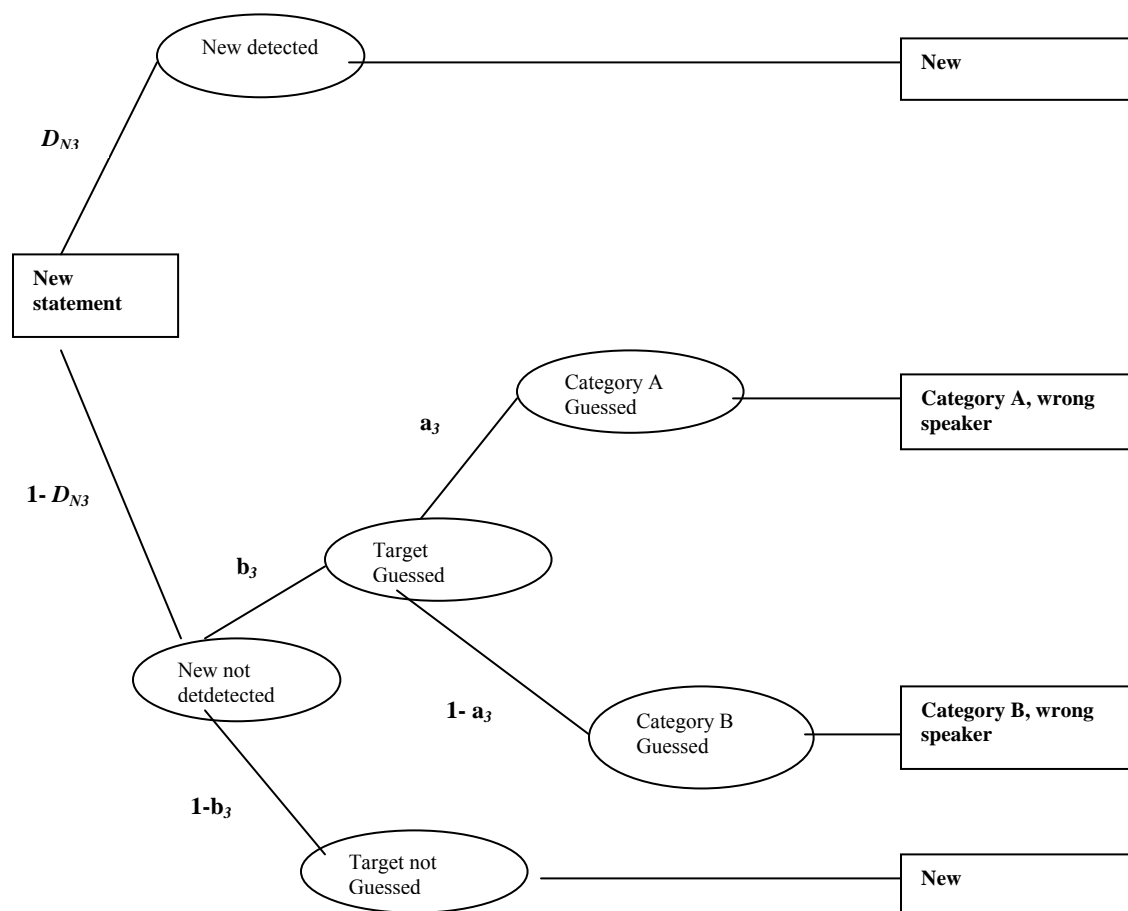 New detected
New
D_N3
New
statement
Category A
Guessed
Category A, wrong
speaker
a_3
1- D_N3
b_3
Target
Guessed
New not
detdetected
1- a_3
Category B
Guessed
Category B, wrong
speaker
1-b_3
Target not
Guessed
New